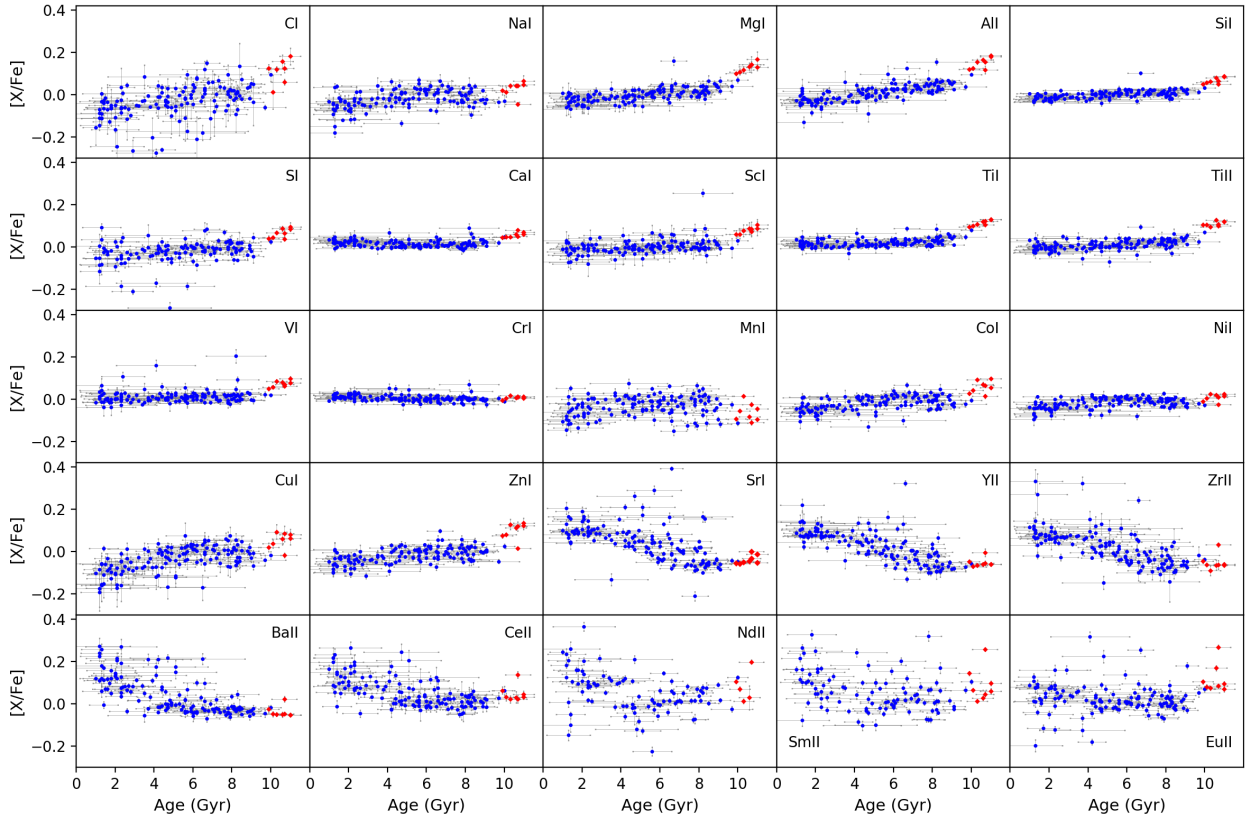 0.4 CI NaI MgI AlI SiI
0.2
0.0
−0.2
[X/Fe]
0.4 SI CaI ScI TiI TiII
0.2
0.0
−0.2
[X/Fe]
0.4 VI CrI MnI CoI NiI
0.2
0.0
−0.2
[X/Fe]
0.4 CuI ZnI SrI YII ZrII
0.2
0.0
−0.2
[X/Fe]
0.4 BaII CeII NdII SmII EuII
0.2
0.0
−0.2
[X/Fe]
0 2 4 6 8 10 0 2 4 6 8 10 0 2 4 6 8 10 0 2 4 6 8 10 0 2 4 6 8 10
Age (Gyr) Age (Gyr) Age (Gyr) Age (Gyr) Age (Gyr)